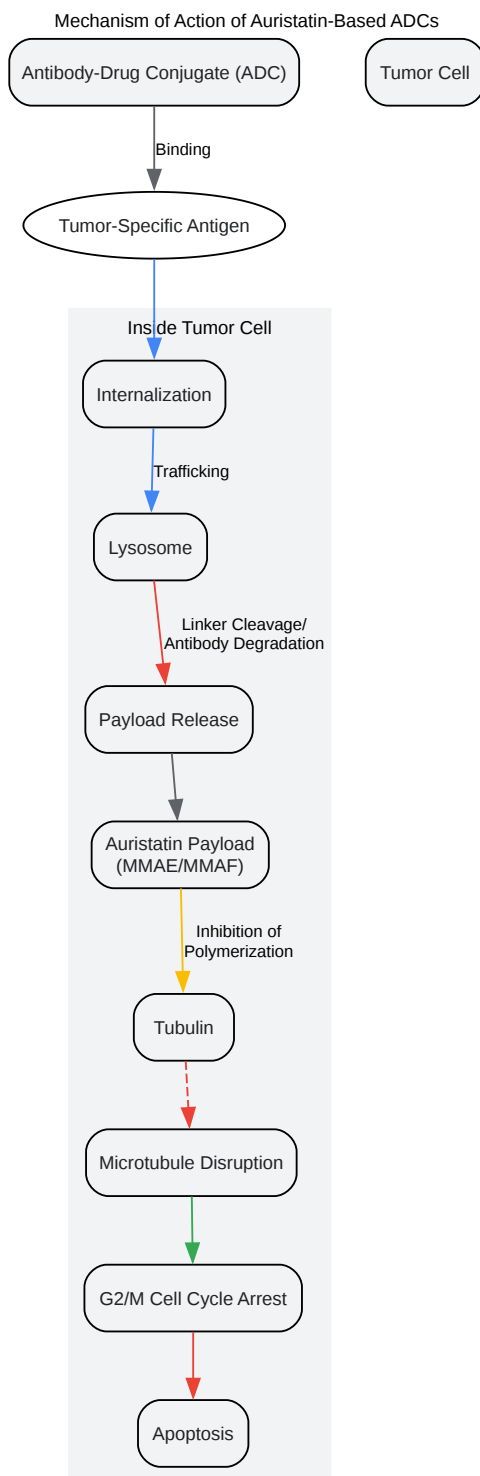 Mechanism of Action of Auristatin-Based ADCs
Antibody-Drug Conjugate (ADC)
Tumor Cell
Binding
Tumor-Specific Antigen
Inside Tumor Cell
Internalization
Trafficking
Lysosome
Linker Cleavage/
Antibody Degradation
Payload Release
Auristatin Payload
(MMAE/MMAF)
Inhibition of
Polymerization
Tubulin
Microtubule Disruption
G2/M Cell Cycle Arrest
Apoptosis